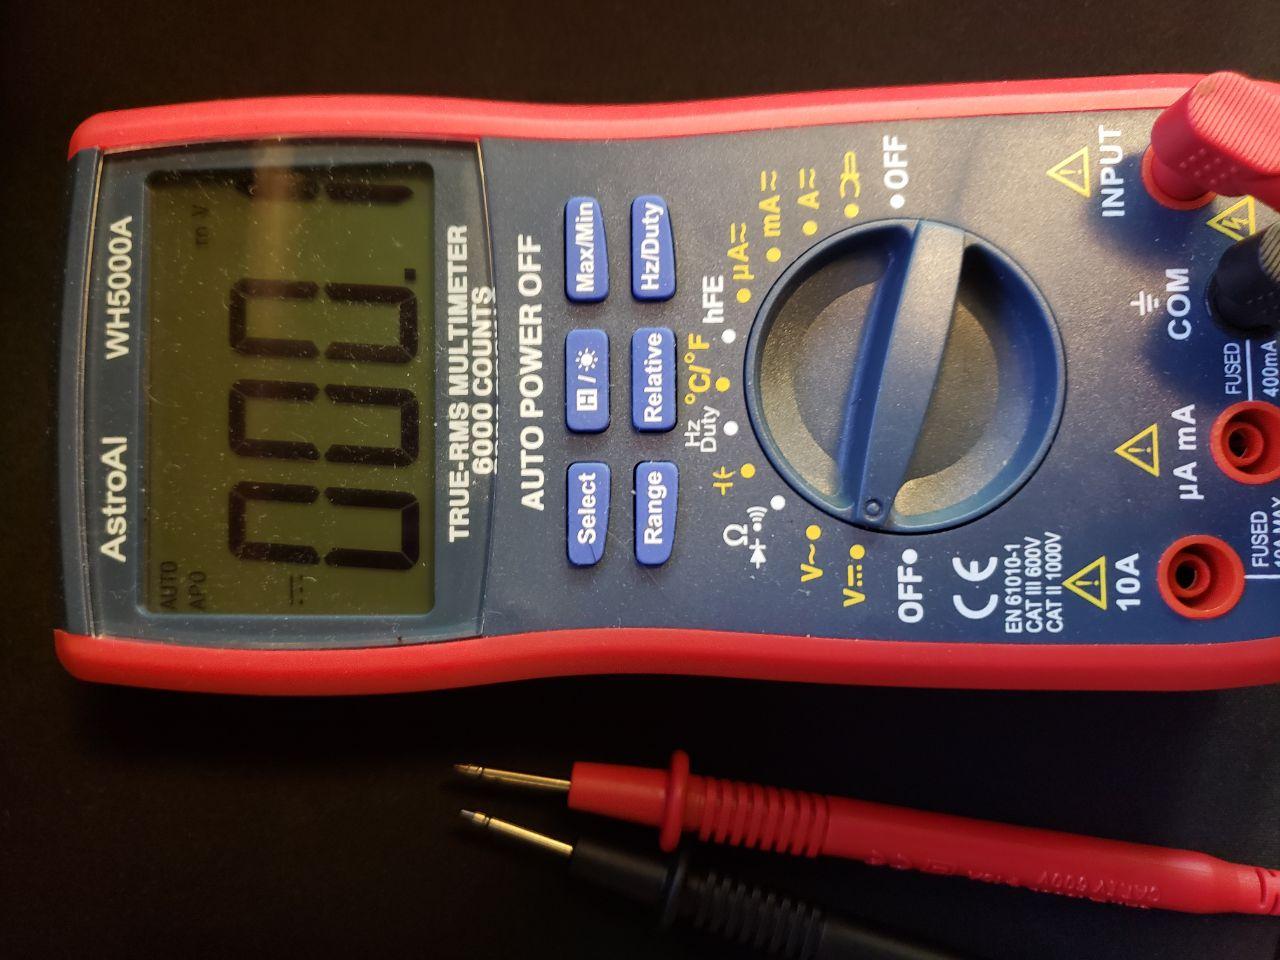 AstroAI WH5000A
AUTO
APO
m V
000.1
TRUE-RMS MULTIMETER
6000 COUNTS
AUTO POWER OFF
Select H / Max/Min
Range Relative Hz/Duty
Hz
Duty
°C/°F
hFE
Ω
µA
mA
V~
A
V
OFF
OFF
CE
EN 61010-1
CAT III 600V
CAT II 1000V
10A
µA mA
COM
INPUT
FUSED
10A MAX
FUSED
400mA